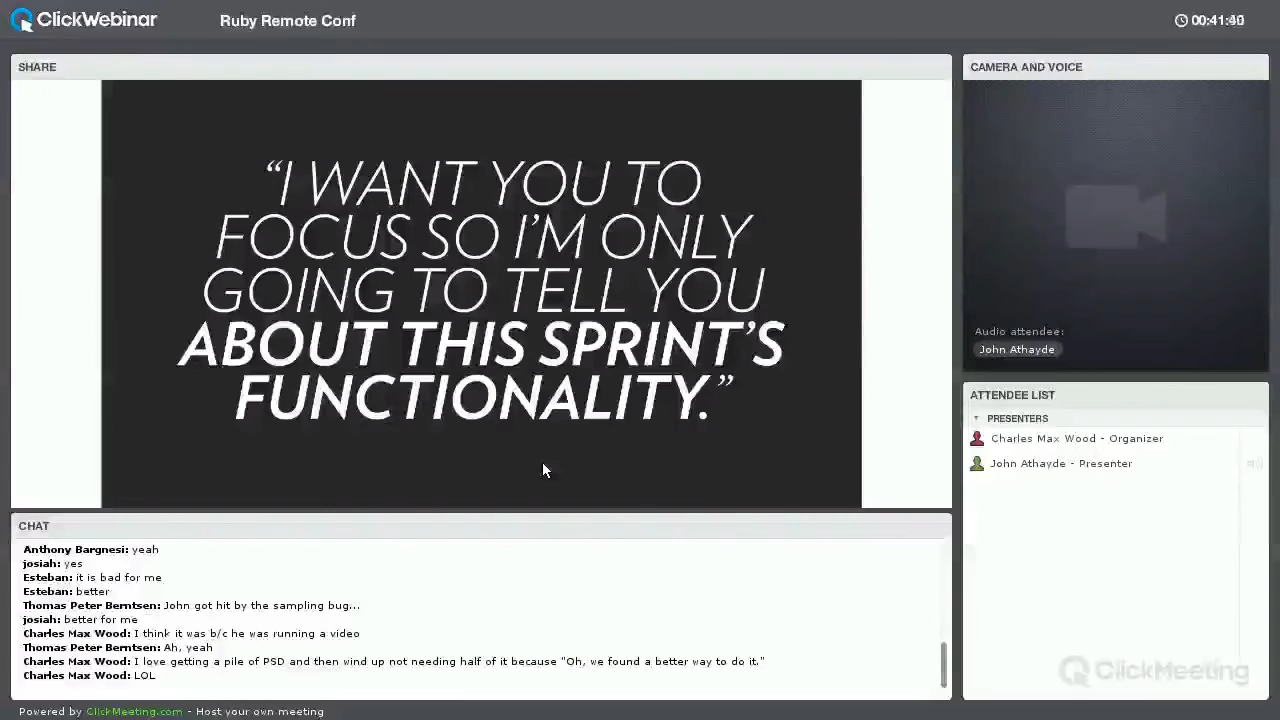 ClickWebinar
Ruby Remote Conf
SHARE
“I WANT YOU TO
FOCUS SO I’M ONLY
GOING TO TELL YOU
ABOUT THIS SPRINT’S
FUNCTIONALITY.”
CAMERA AND VOICE
Audio attendee:
John Athayde
ATTENDEE LIST
PRESENTERS
Charles Max Wood - Organizer
John Athayde - Presenter
CHAT
Anthony Bargnesi: yeah
josiah: yes
Esteban: it is bad for me
Esteban: better
Thomas Peter Berntsen: John got hit by the sampling bug...
josiah: better for me
Charles Max Wood: I think it was b/c he was running a video
Thomas Peter Berntsen: Ah, yeah
Charles Max Wood: I love getting a pile of PSD and then wind up not needing half of it because "Oh, we found a better way to do it."
Charles Max Wood: LOL
ClickMeeting
Powered by ClickMeeting.com - Host your own meeting